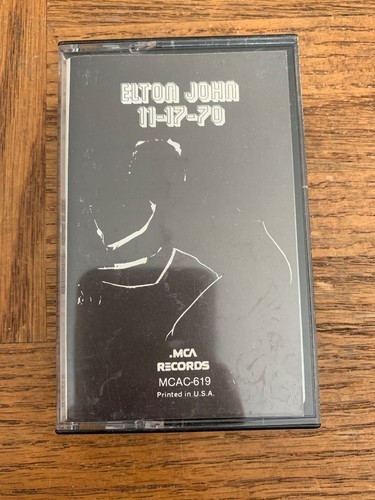 ELTON JOHN
11-17-70
.MCA
RECORDS
MCAC-619
Printed in U.S.A.